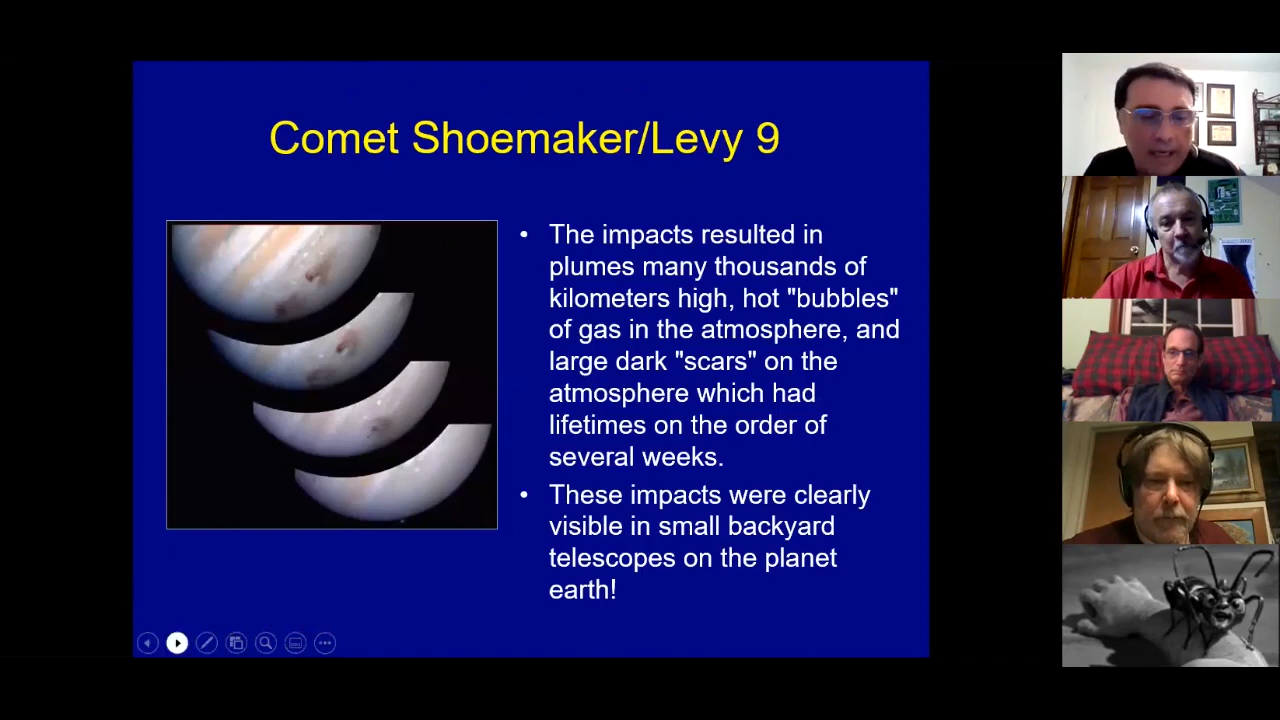 Comet Shoemaker/Levy 9
• The impacts resulted in
plumes many thousands of
kilometers high, hot "bubbles"
of gas in the atmosphere, and
large dark "scars" on the
atmosphere which had
lifetimes on the order of
several weeks.
• These impacts were clearly
visible in small backyard
telescopes on the planet
earth!